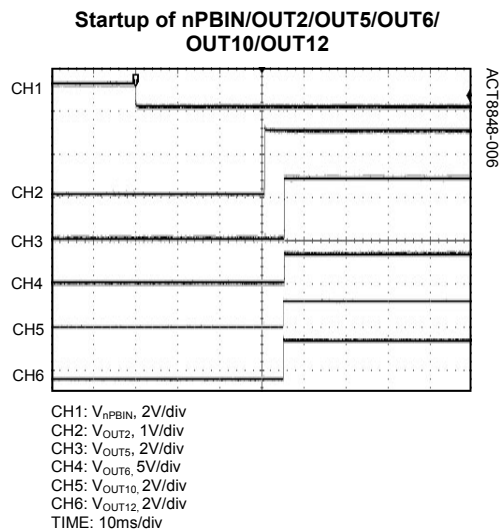 Startup of nPBIN/OUT2/OUT5/OUT6/
OUT10/OUT12
ACT8848-006
CH1
CH2
CH3
CH4
CH5
CH6
CH1: VnPBIN, 2V/div
CH2: VOUT2, 1V/div
CH3: VOUT5, 2V/div
CH4: VOUT6, 5V/div
CH5: VOUT10, 2V/div
CH6: VOUT12, 2V/div
TIME: 10ms/div